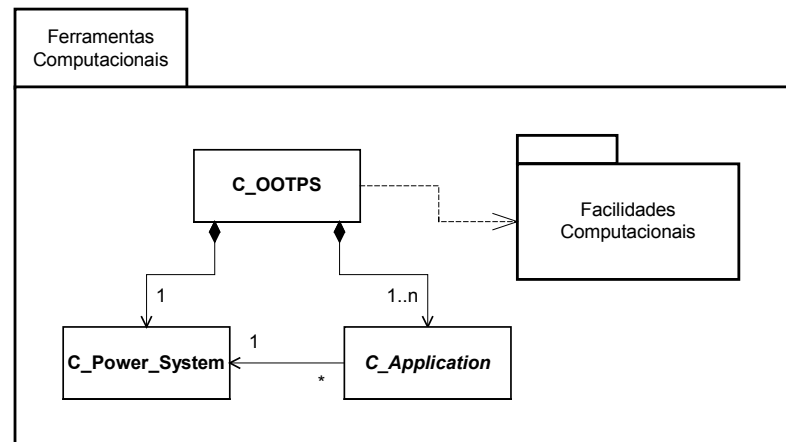 Ferramentas
Computacionais
C_OOTPS
Facilidades
Computacionais
1
1..n
C_Power_System
1
*
C_Application